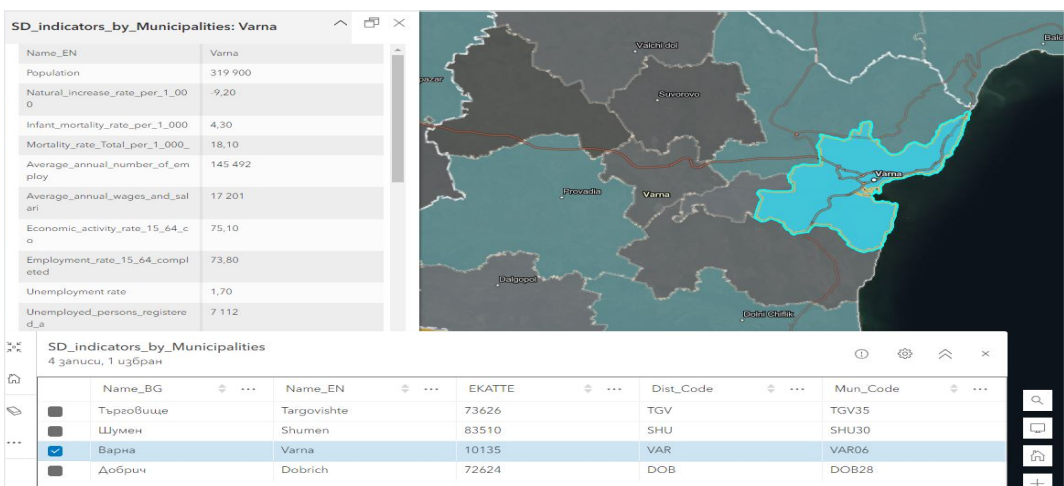 SD_indicators_by_Municipalities: Varna
Name_EN Varna
Population 319 900
Natural_increase_rate_per_1_00
0 -9,20
Infant_mortality_rate_per_1_000 4,30
Mortality_rate_Total_per_1_000_ 18,10
Average_annual_number_of_em
ploy 145 492
Average_annual_wages_and_sal
ari 17 201
Economic_activity_rate_15_64_c
o 75,10
Employment_rate_15_64_compl
eted 73,80
Unemployment rate 1,70
Unemployed_persons_registere
d_a 7 112
Valchi dol
Suvorovo
Provadia
Varna
Varna
Dalgopol
Dolni Chiflik
SD_indicators_by_Municipalities
4 записи, 1 избран
Name_BG Name_EN EKATTE Dist_Code Mun_Code
Търговище Targovishte 73626 TGV TGV35
Шумен Shumen 83510 SHU SHU30
Варна Varna 10135 VAR VAR06
Добрич Dobrich 72624 DOB DOB28